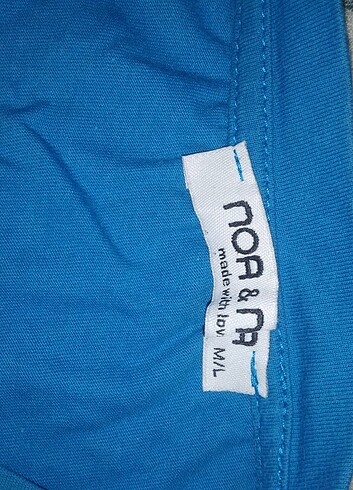 noa & na
made with lov
M/L